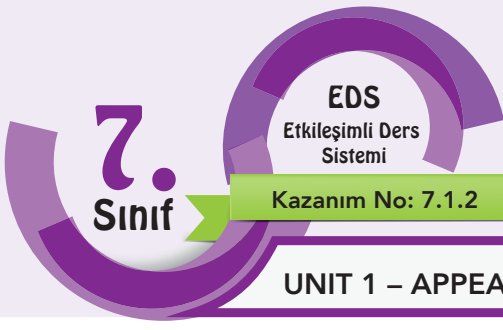 7.
Sınıf
EDS
Etkileşimli Ders
Sistemi
Kazanım No: 7.1.2
UNIT 1 – APPEA